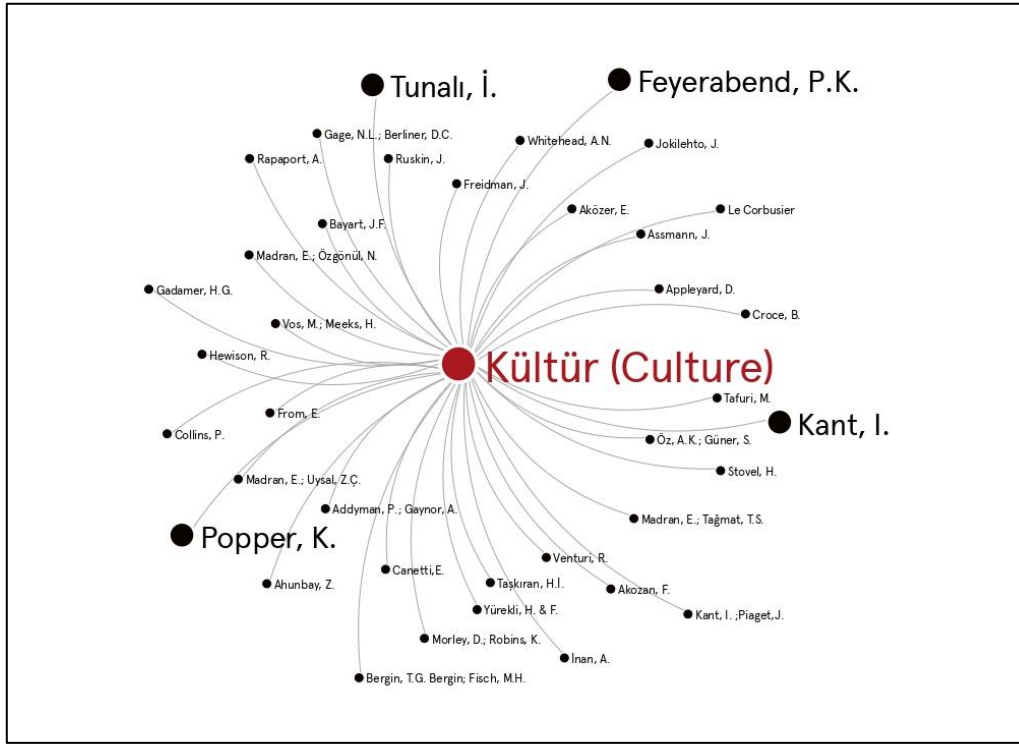 Tunalı, İ.
Feyerabend, P.K.
Gage, N.L.; Berliner, D.C.
Whitehead, A.N.
Jokilehto, J.
Rapaport, A.
Ruskin, J.
Freidman, J.
Aközer, E.
Le Corbusier
Bayart, J.F.
Assmann, J.
Madran, E.; Özgönül, N.
Gadamer, H.G.
Appleyard, D.
Croce, B.
Vos, M.; Meeks, H.
Hewison, R.
Kültür (Culture)
Tafuri, M.
From, E.
Kant, I.
Collins, P.
Öz, A.K.; Güner, S.
Stovel, H.
Madran, E.; Uysal, Z.Ç.
Addyman, P.; Gaynor, A.
Madran, E.; Tağmat, T.S.
Popper, K.
Venturi, R.
Canetti,E.
Ahunbay, Z.
Taşkıran, H.İ.
Akozan, F.
Yürekli, H. & F.
Kant, I. ;Piaget,J.
Morley, D.; Robins, K.
İnan, A.
Bergin, T.G. Bergin; Fisch, M.H.